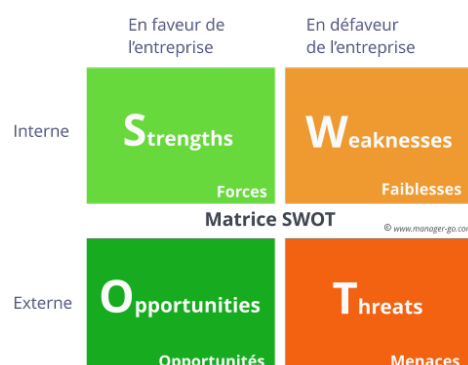 En faveur de
l'entreprise
En défaveur
de l'entreprise
Interne
Strengths
Forces
Weaknesses
Faiblesses
Matrice SWOT
© www.manager-go.com
Externe
Opportunities
Opportunités
Threats
Menaces